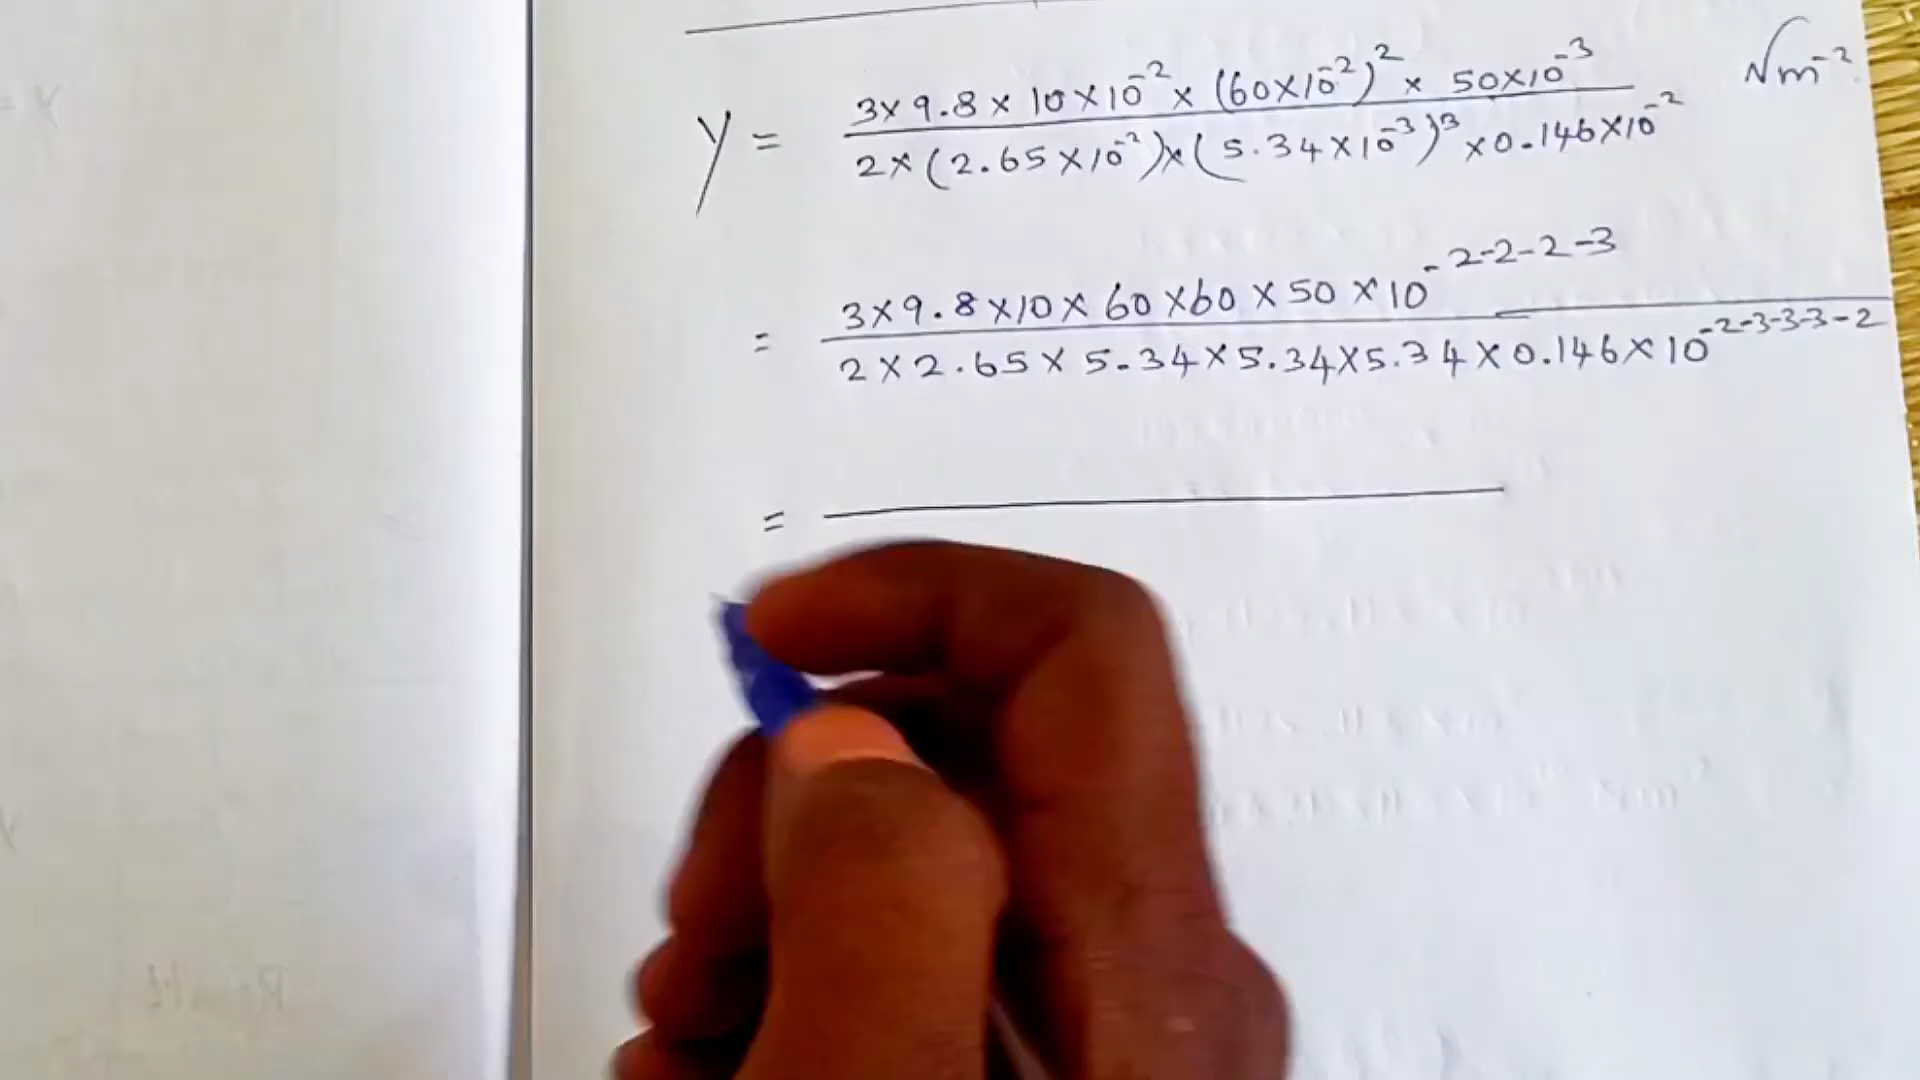 Y = 3×9.8×10×10⁻²×(60×10⁻²)²×50×10⁻³ / 2×(2.65×10⁻²)×(5.34×10⁻³)³×0.146×10⁻² Nm⁻²
= 3×9.8×10×60×60×50×10⁻²⁻²⁻²⁻³ / 2×2.65×5.34×5.34×5.34×0.146×10⁻²⁻³⁻³⁻³⁻²
=